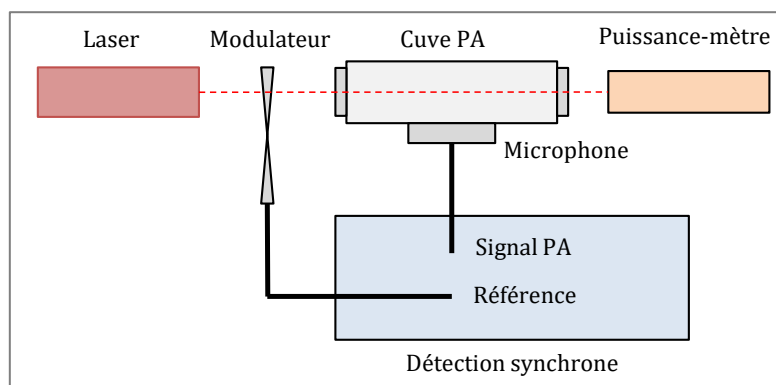 Laser
Modulateur
Cuve PA
Puissance-mètre
Microphone
Signal PA
Référence
Détection synchrone